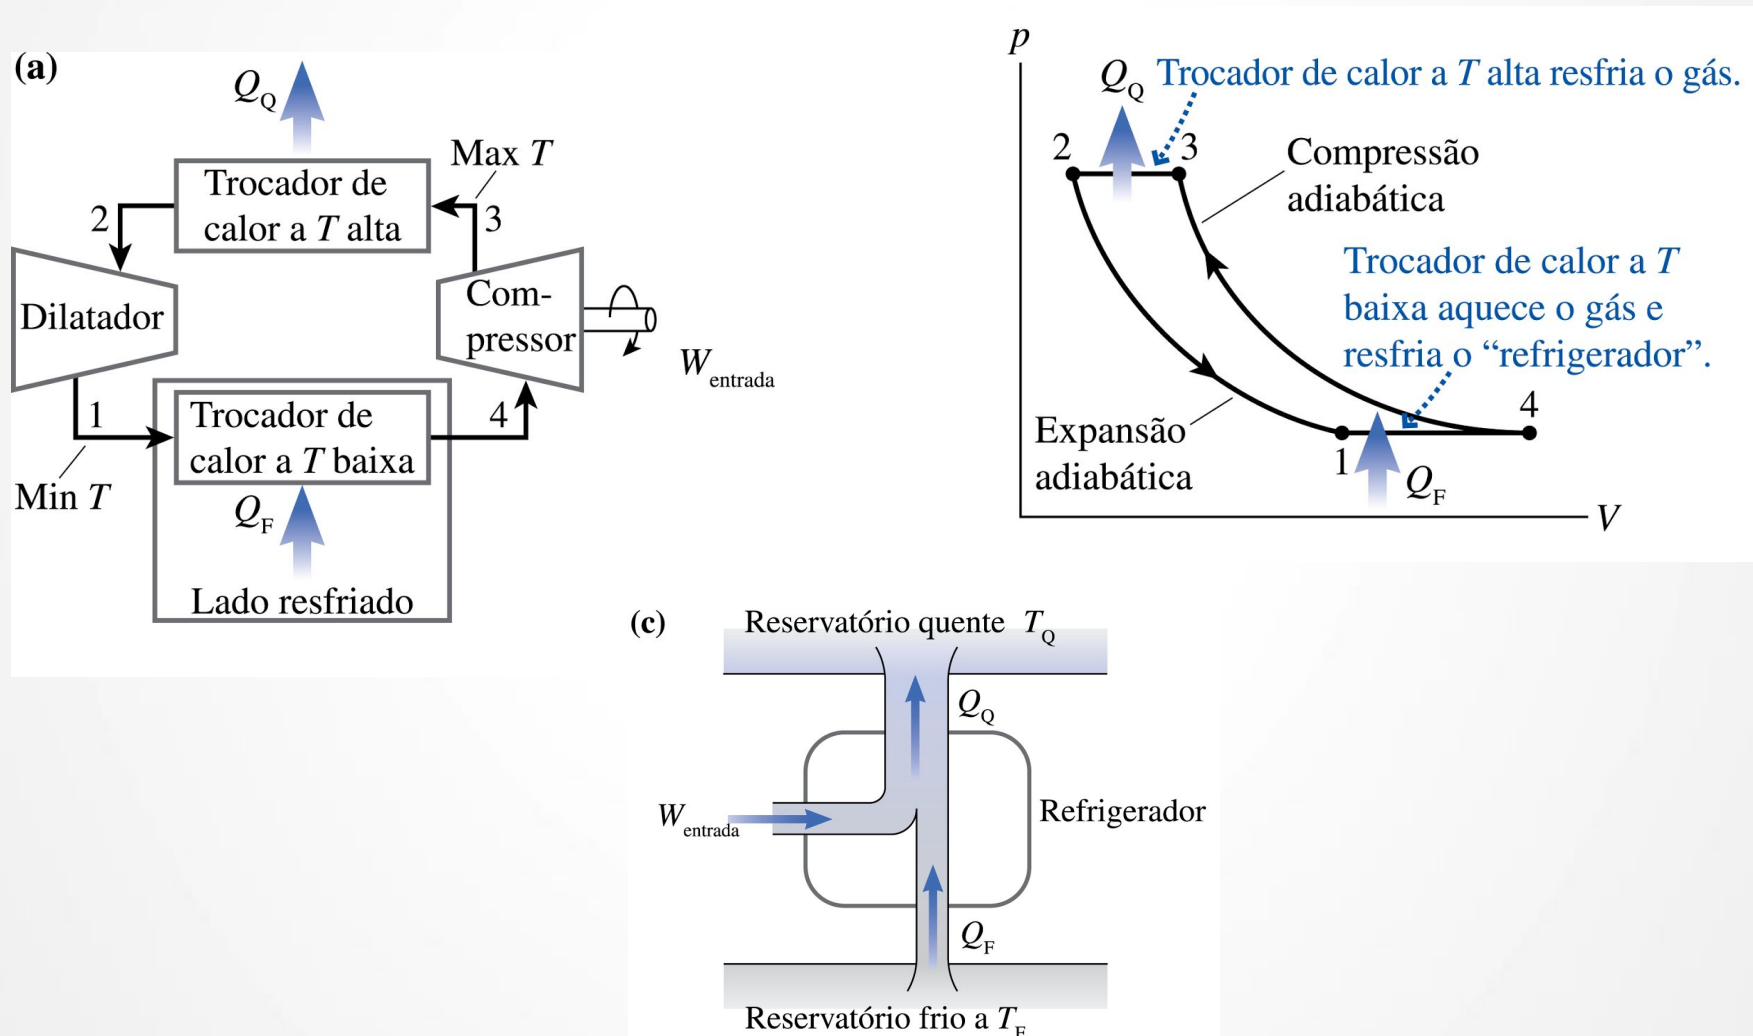 (a)
Q_Q
Max T
Trocador de
calor a T alta
2
3
Dilatador
Com-
pressor
W_entrada
1
Trocador de
calor a T baixa
4
Min T
Q_F
Lado resfriado
p
Q_Q
Trocador de calor a T alta resfria o gás.
2
3
Compressão
adiabática
Trocador de calor a T
baixa aquece o gás e
resfria o “refrigerador”.
4
Expansão
adiabática
1
Q_F
V
(c)
Reservatório quente T_Q
Q_Q
W_entrada
Refrigerador
Q_F
Reservatório frio a T_F